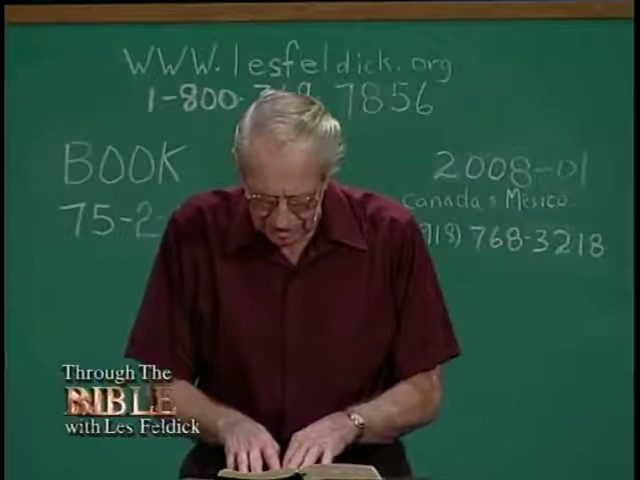 WWW.lesfeldick.org
1-800- 7856
BOOK
75-2-
2008-01
Canada & Mexico
(918) 768-3218
Through The
BIBLE
with Les Feldick